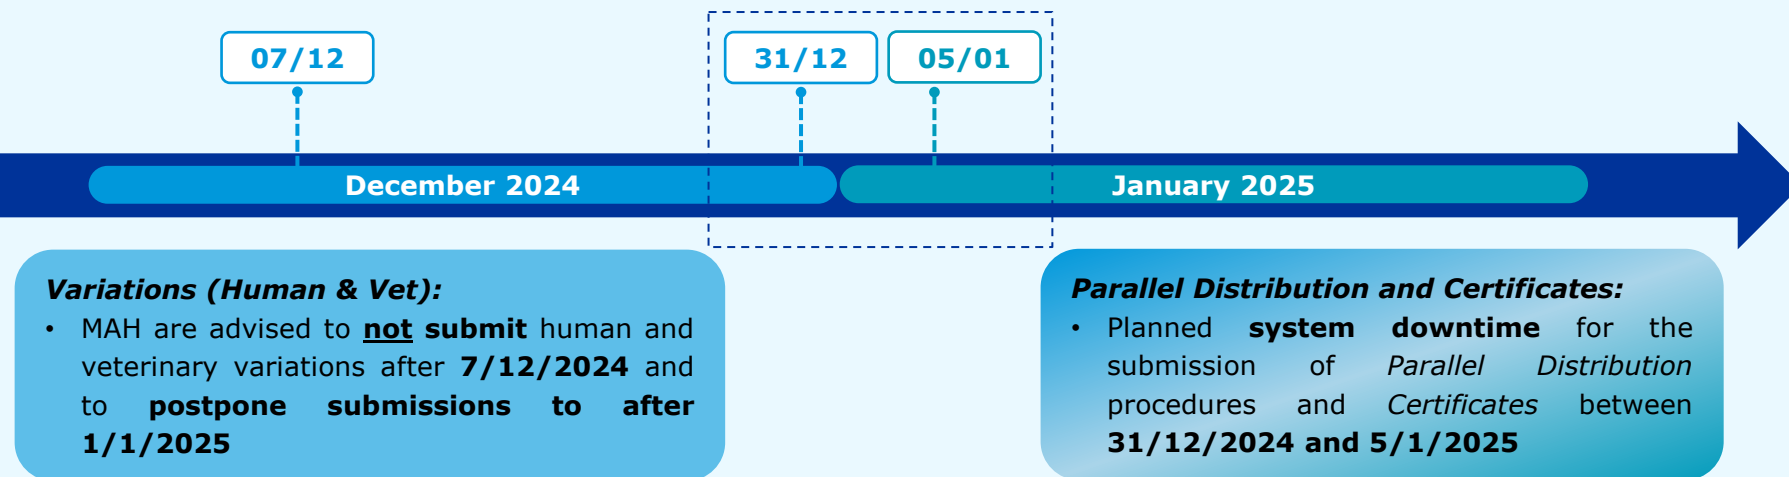 07/12
31/12
05/01
December 2024
January 2025
Variations (Human & Vet):
• MAH are advised to not submit human and
veterinary variations after 7/12/2024 and
to postpone submissions to after
1/1/2025
Parallel Distribution and Certificates:
• Planned system downtime for the
submission of Parallel Distribution
procedures and Certificates between
31/12/2024 and 5/1/2025